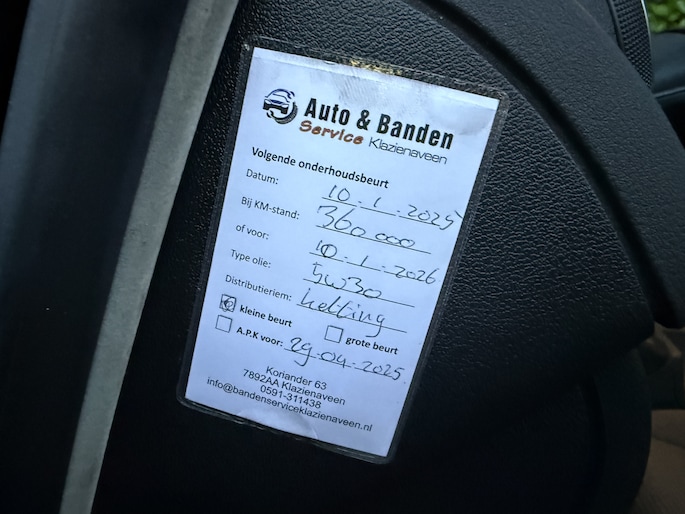 Auto & Banden
Service Klazienaveen
Volgende onderhoudsbeurt
Datum: 10-1-2025
Bij KM-stand: 360.000
of voor: 10-1-2026
Type olie: 5w30
Distributieriem: ketting
kleine beurt grote beurt
A.P.K voor: 29-04-2025.
Koriander 63
7892AA Klazienaveen
0591-311438
info@bandenserviceklazienaveen.nl